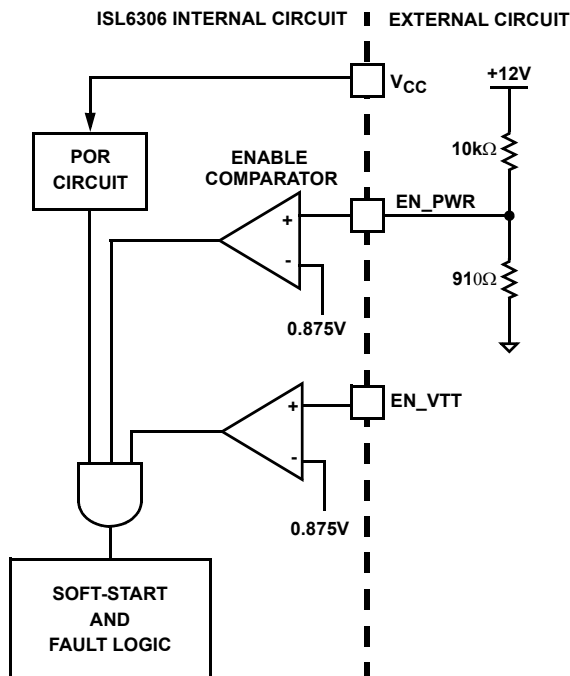 ISL6306 INTERNAL CIRCUIT
EXTERNAL CIRCUIT
VCC
+12V
POR
CIRCUIT
10kΩ
ENABLE
COMPARATOR
EN_PWR
+
-
910Ω
0.875V
EN_VTT
+
-
0.875V
SOFT-START
AND
FAULT LOGIC